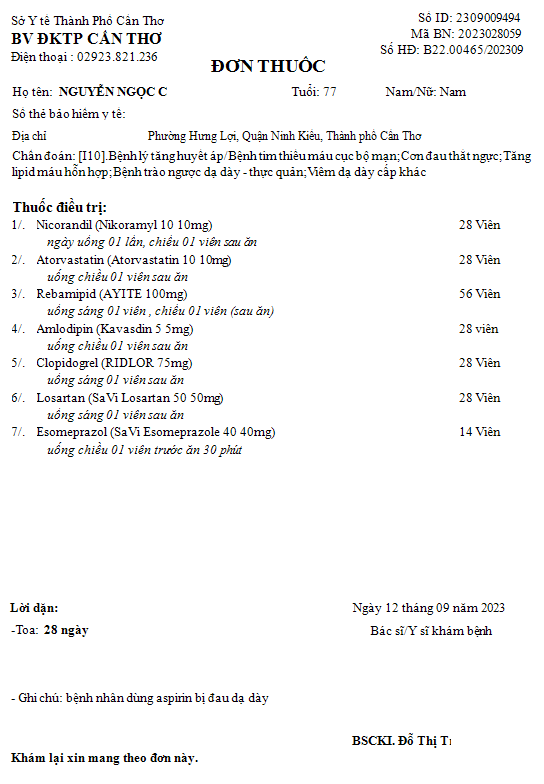 Sở Y tế Thành Phố Cần Thơ
BV ĐKTP CẦN THƠ
Điện thoại : 02923.821.236
Số ID: 2309009494
Mã BN: 2023028059
Số HĐ: B22.00465/202309
ĐƠN THUỐC
Họ tên: NGUYỄN NGỌC C Tuổi: 77 Nam/Nữ: Nam
Số thẻ bảo hiểm y tế:
Địa chỉ Phường Hưng Lợi, Quận Ninh Kiều, Thành phố Cần Thơ
Chẩn đoán: [I10].Bệnh lý tăng huyết áp/Bệnh tim thiếu máu cục bộ mạn;Cơn đau thắt ngực;Tăng
lipid máu hỗn hợp;Bệnh trào ngược dạ dày - thực quản;Viêm dạ dày cấp khác
Thuốc điều trị:
1/. Nicorandil (Nikoramyl 10 10mg) 28 Viên
ngày uống 01 lần, chiều 01 viên sau ăn
2/. Atorvastatin (Atorvastatin 10 10mg) 28 Viên
uống chiều 01 viên sau ăn
3/. Rebamipid (AYITE 100mg) 56 Viên
uống sáng 01 viên , chiều 01 viên (sau ăn)
4/. Amlodipin (Kavasdin 5 5mg) 28 viên
uống chiều 01 viên sau ăn
5/. Clopidogrel (RIDLOR 75mg) 28 Viên
uống sáng 01 viên sau ăn
6/. Losartan (SaVi Losartan 50 50mg) 28 Viên
uống sáng 01 viên sau ăn
7/. Esomeprazol (SaVi Esomeprazole 40 40mg) 14 Viên
uống chiều 01 viên trước ăn 30 phút
Lời dặn:
Ngày 12 tháng 09 năm 2023
-Toa: 28 ngày
Bác sĩ/Y sĩ khám bệnh
- Ghi chú: bệnh nhân dùng aspirin bị đau dạ dày
BSCKI. Đỗ Thị T
Khám lại xin mang theo đơn này.